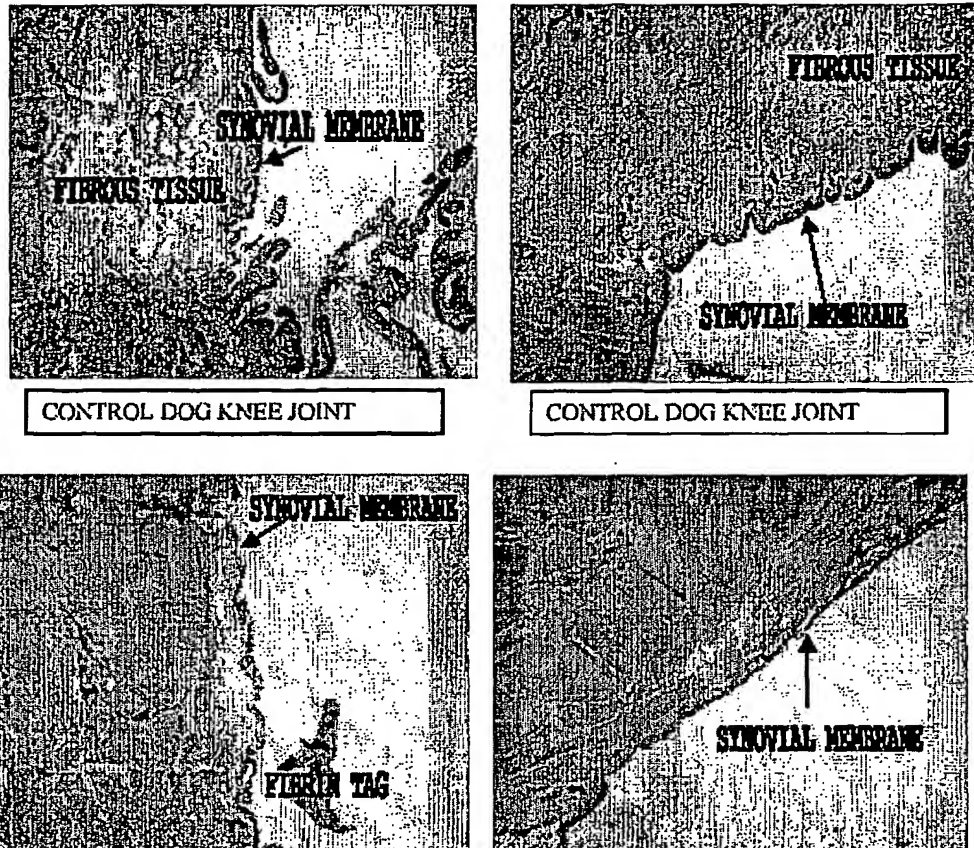 SYNOVIAL MEMBRANE
FIBROUS TISSUE
FIBROUS TISSUE
SYNOVIAL MEMBRANE
CONTROL DOG KNEE JOINT
CONTROL DOG KNEE JOINT
SYNOVIAL MEMBRANE
FIBRIN TAG
SYNOVIAL MEMBRANE